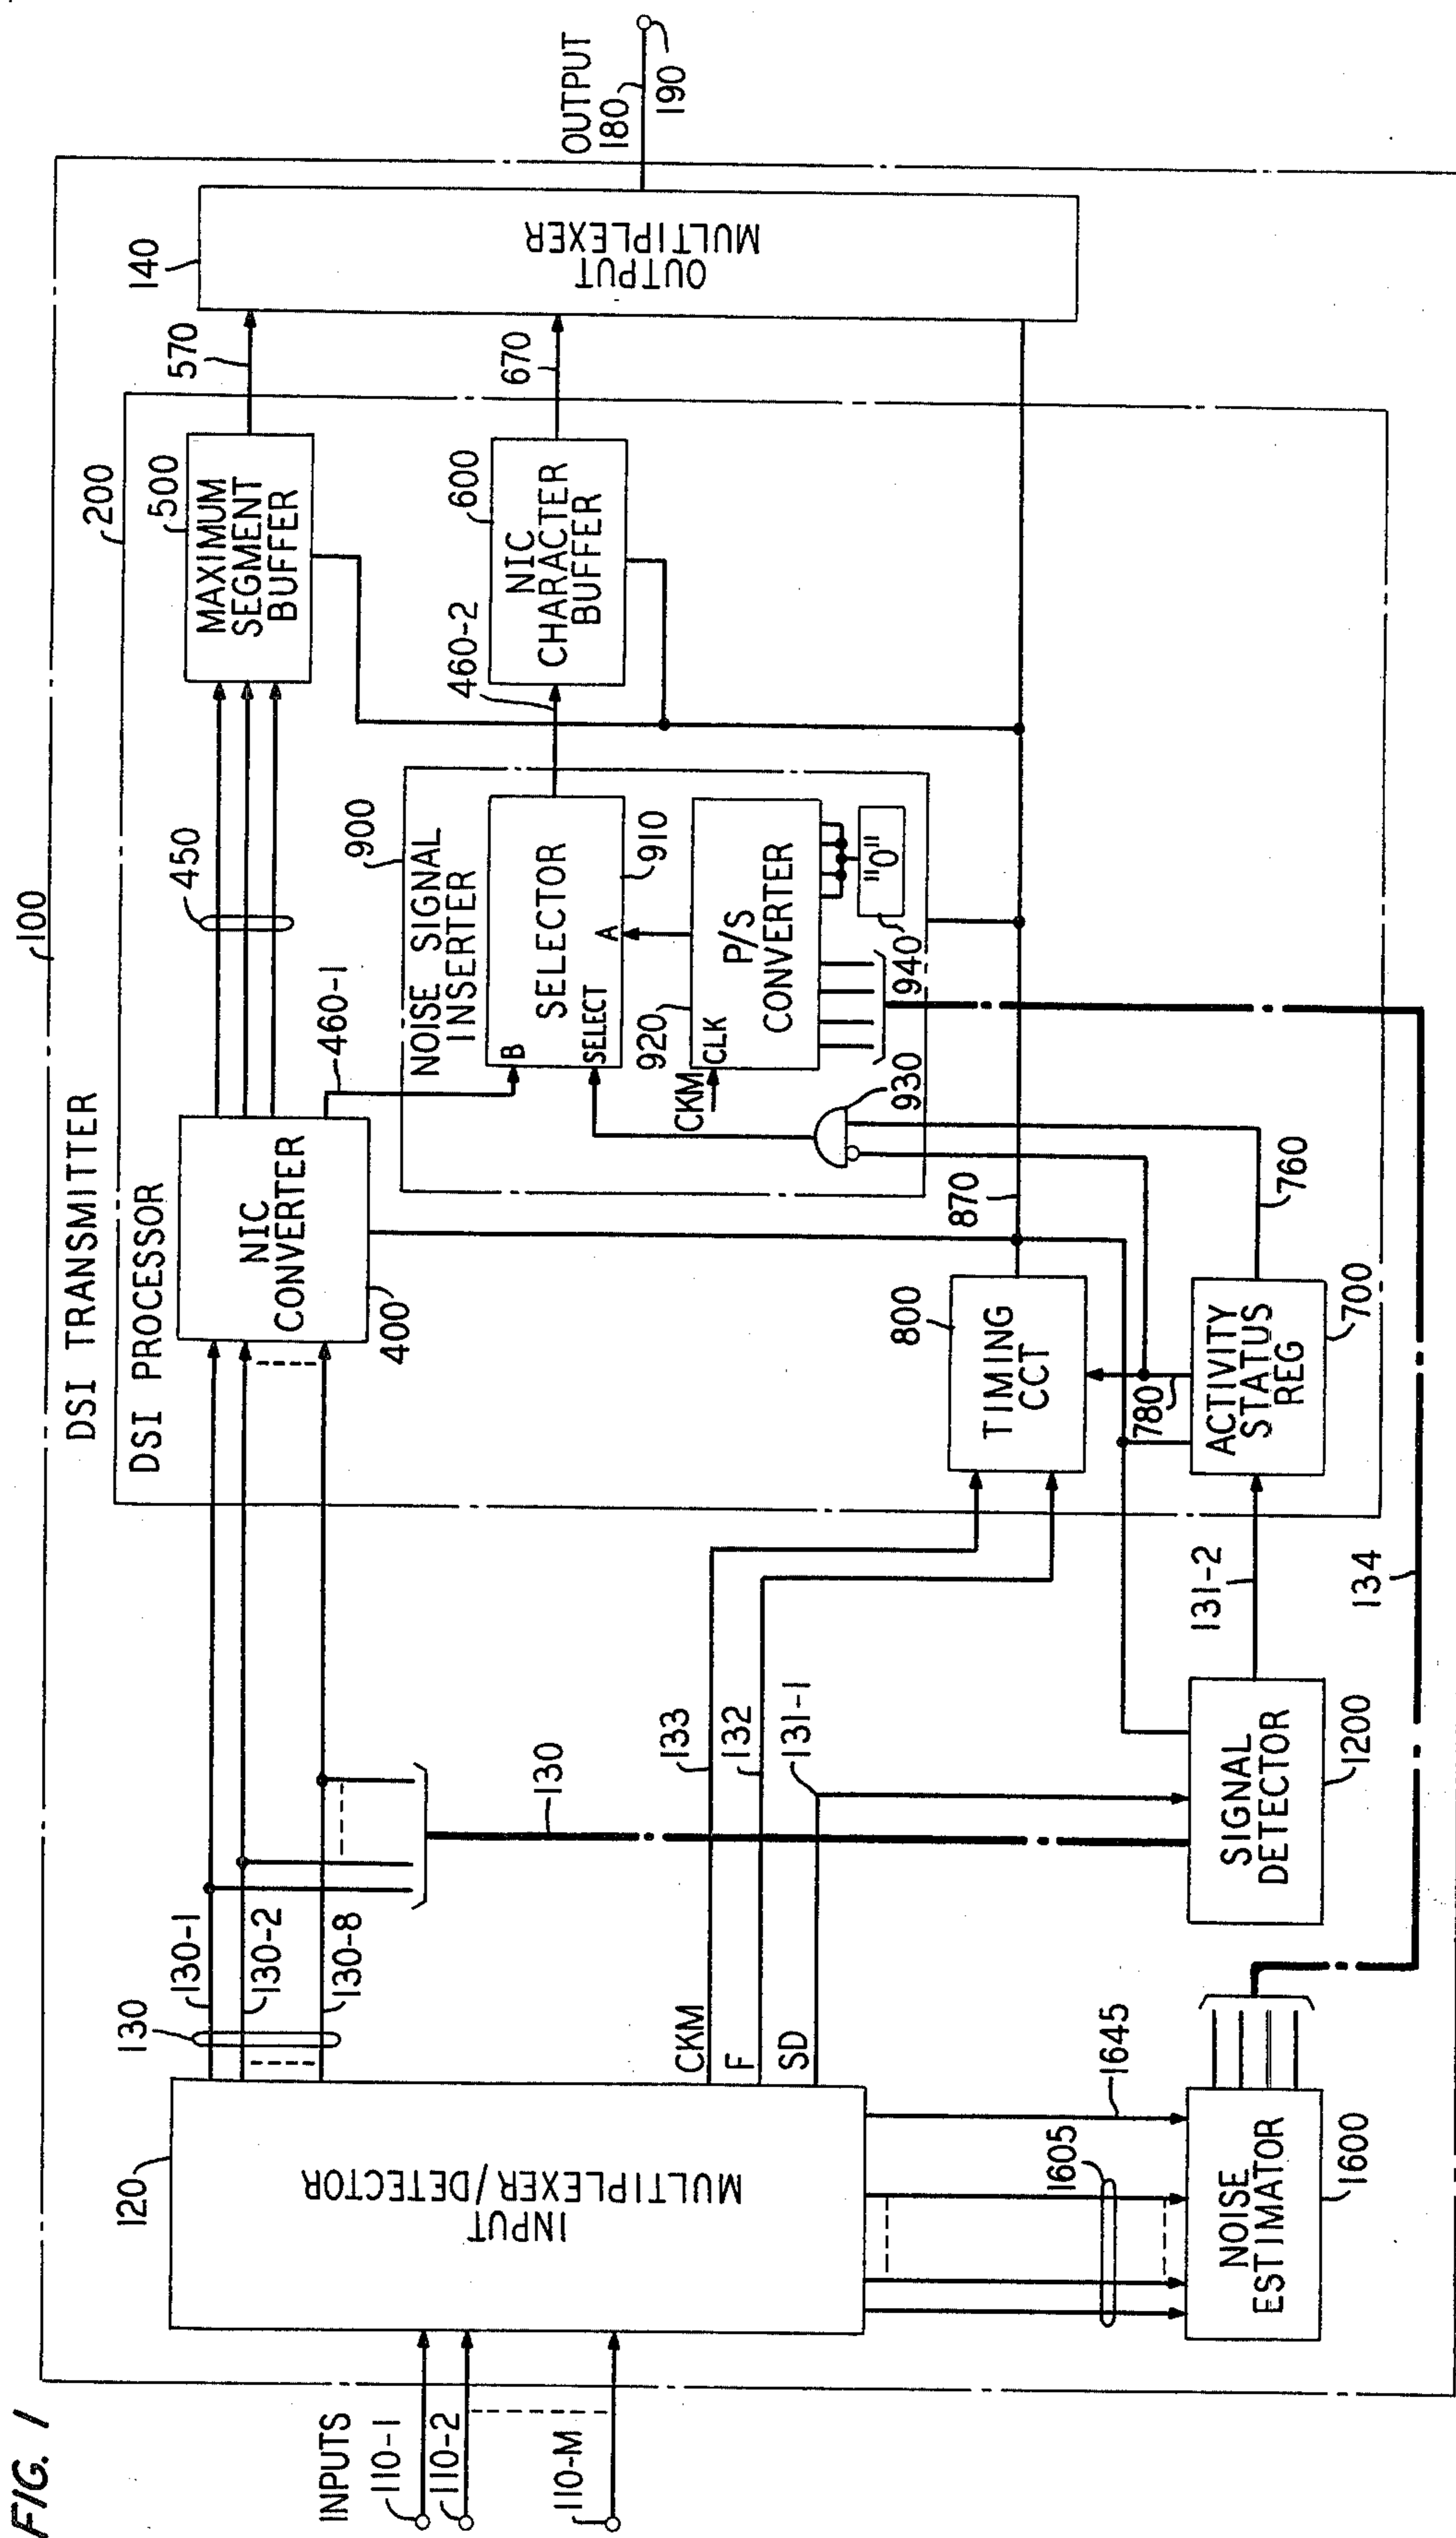 FIG. 1
100
DSI TRANSMITTER
200
DSI PROCESSOR
INPUTS
110-1
110-2
110-M
120
INPUT
MULTIPLEXER/DETECTOR
130
130-1
130-2
130-8
130
CKM
133
F
132
SD
131-1
1605
1645
NOISE
ESTIMATOR
1600
SIGNAL
DETECTOR
1200
131-2
134
NIC
CONVERTER
400
450
460-1
MAXIMUM
SEGMENT
BUFFER
500
570
NOISE SIGNAL
INSERTER
900
B
SELECT
SELECTOR
A
910
460-2
NIC
CHARACTER
BUFFER
600
670
CKM
920
CLK
P/S
CONVERTER
"0"
940
930
TIMING
CCT
800
870
780
ACTIVITY
STATUS
REG
700
760
140
OUTPUT
MULTIPLEXER
OUTPUT
180
190